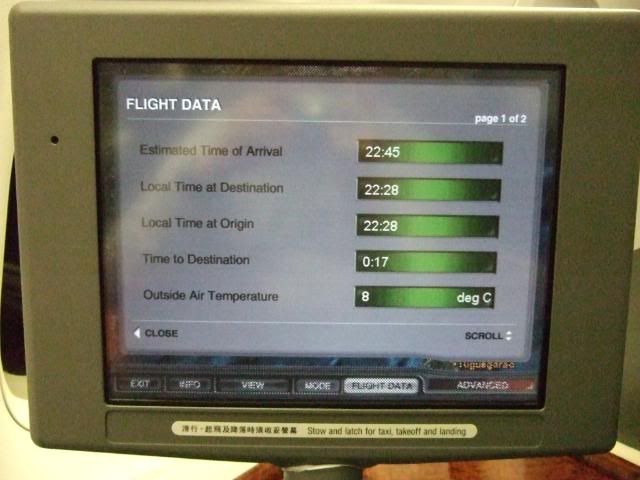 FLIGHT DATA
page 1 of 2
Estimated Time of Arrival 22:45
Local Time at Destination 22:28
Local Time at Origin 22:28
Time to Destination 0:17
Outside Air Temperature 8 deg C
CLOSE SCROLL
Tuguegarao
EXIT INFO VIEW MODE FLIGHT DATA ADVANCED
滑行，起飛及降落時須收妥螢幕 Stow and latch for taxi, takeoff and landing